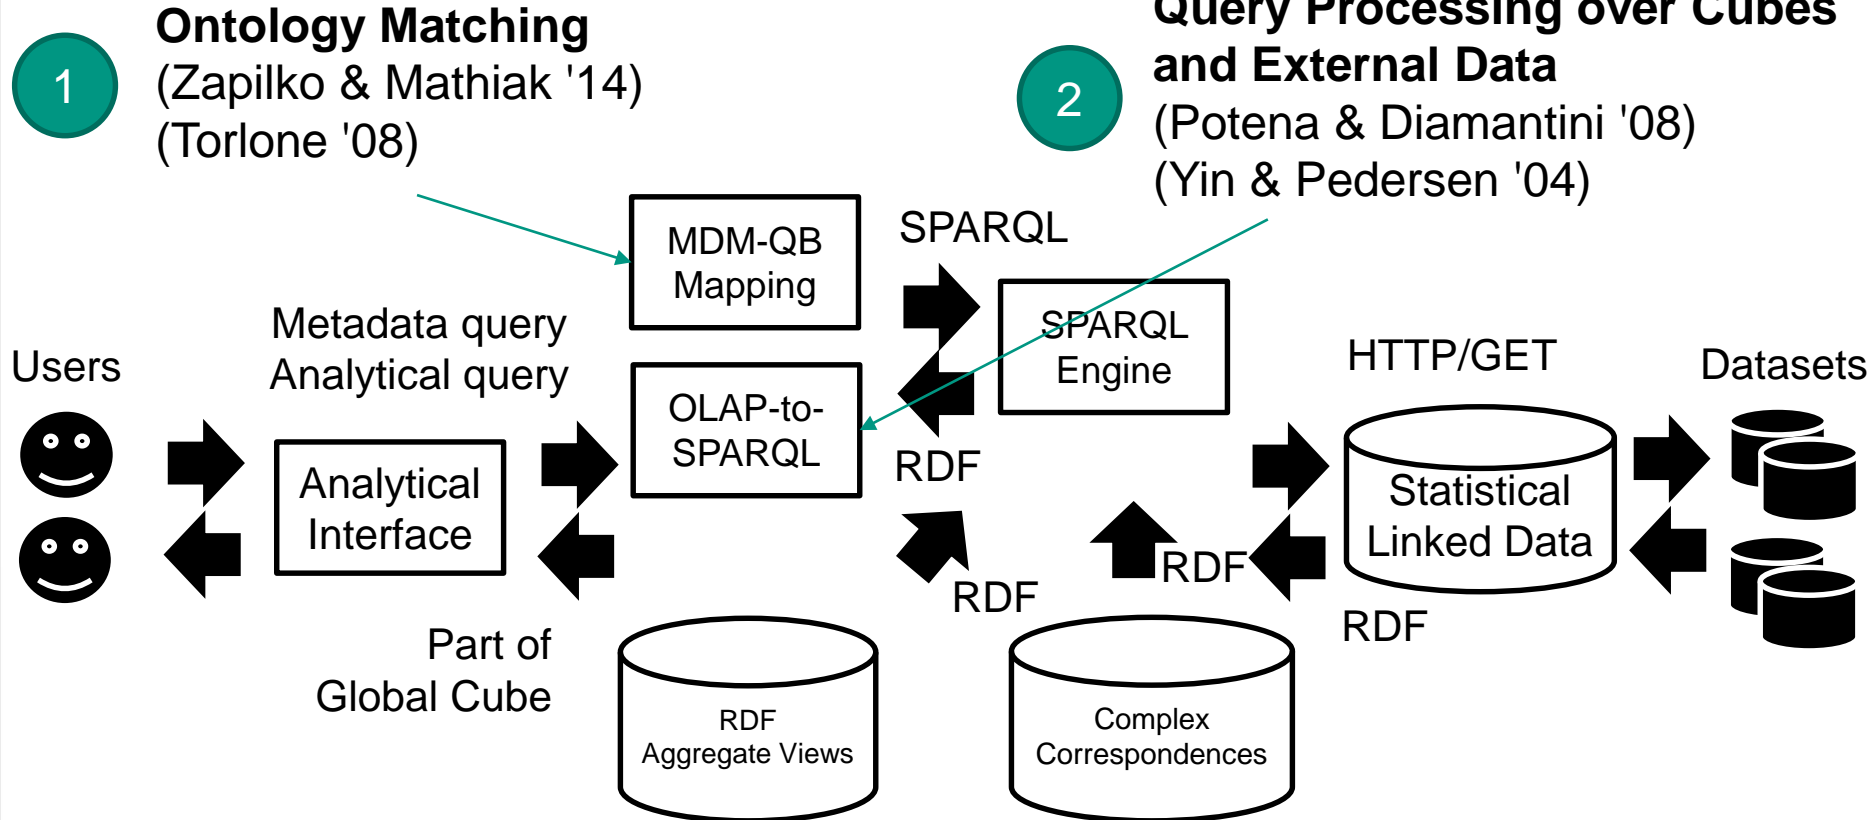 1
Ontology Matching
(Zapilko & Mathiak '14)
(Torlone '08)
2
Query Processing over Cubes
and External Data
(Potena & Diamantini '08)
(Yin & Pedersen '04)
MDM-QB
Mapping
SPARQL
SPARQL
Engine
Metadata query
Analytical query
Users
HTTP/GET
Datasets
OLAP-to-
SPARQL
RDF
Analytical
Interface
Statistical
Linked Data
RDF
RDF
RDF
Part of
Global Cube
RDF
Aggregate Views
Complex
Correspondences